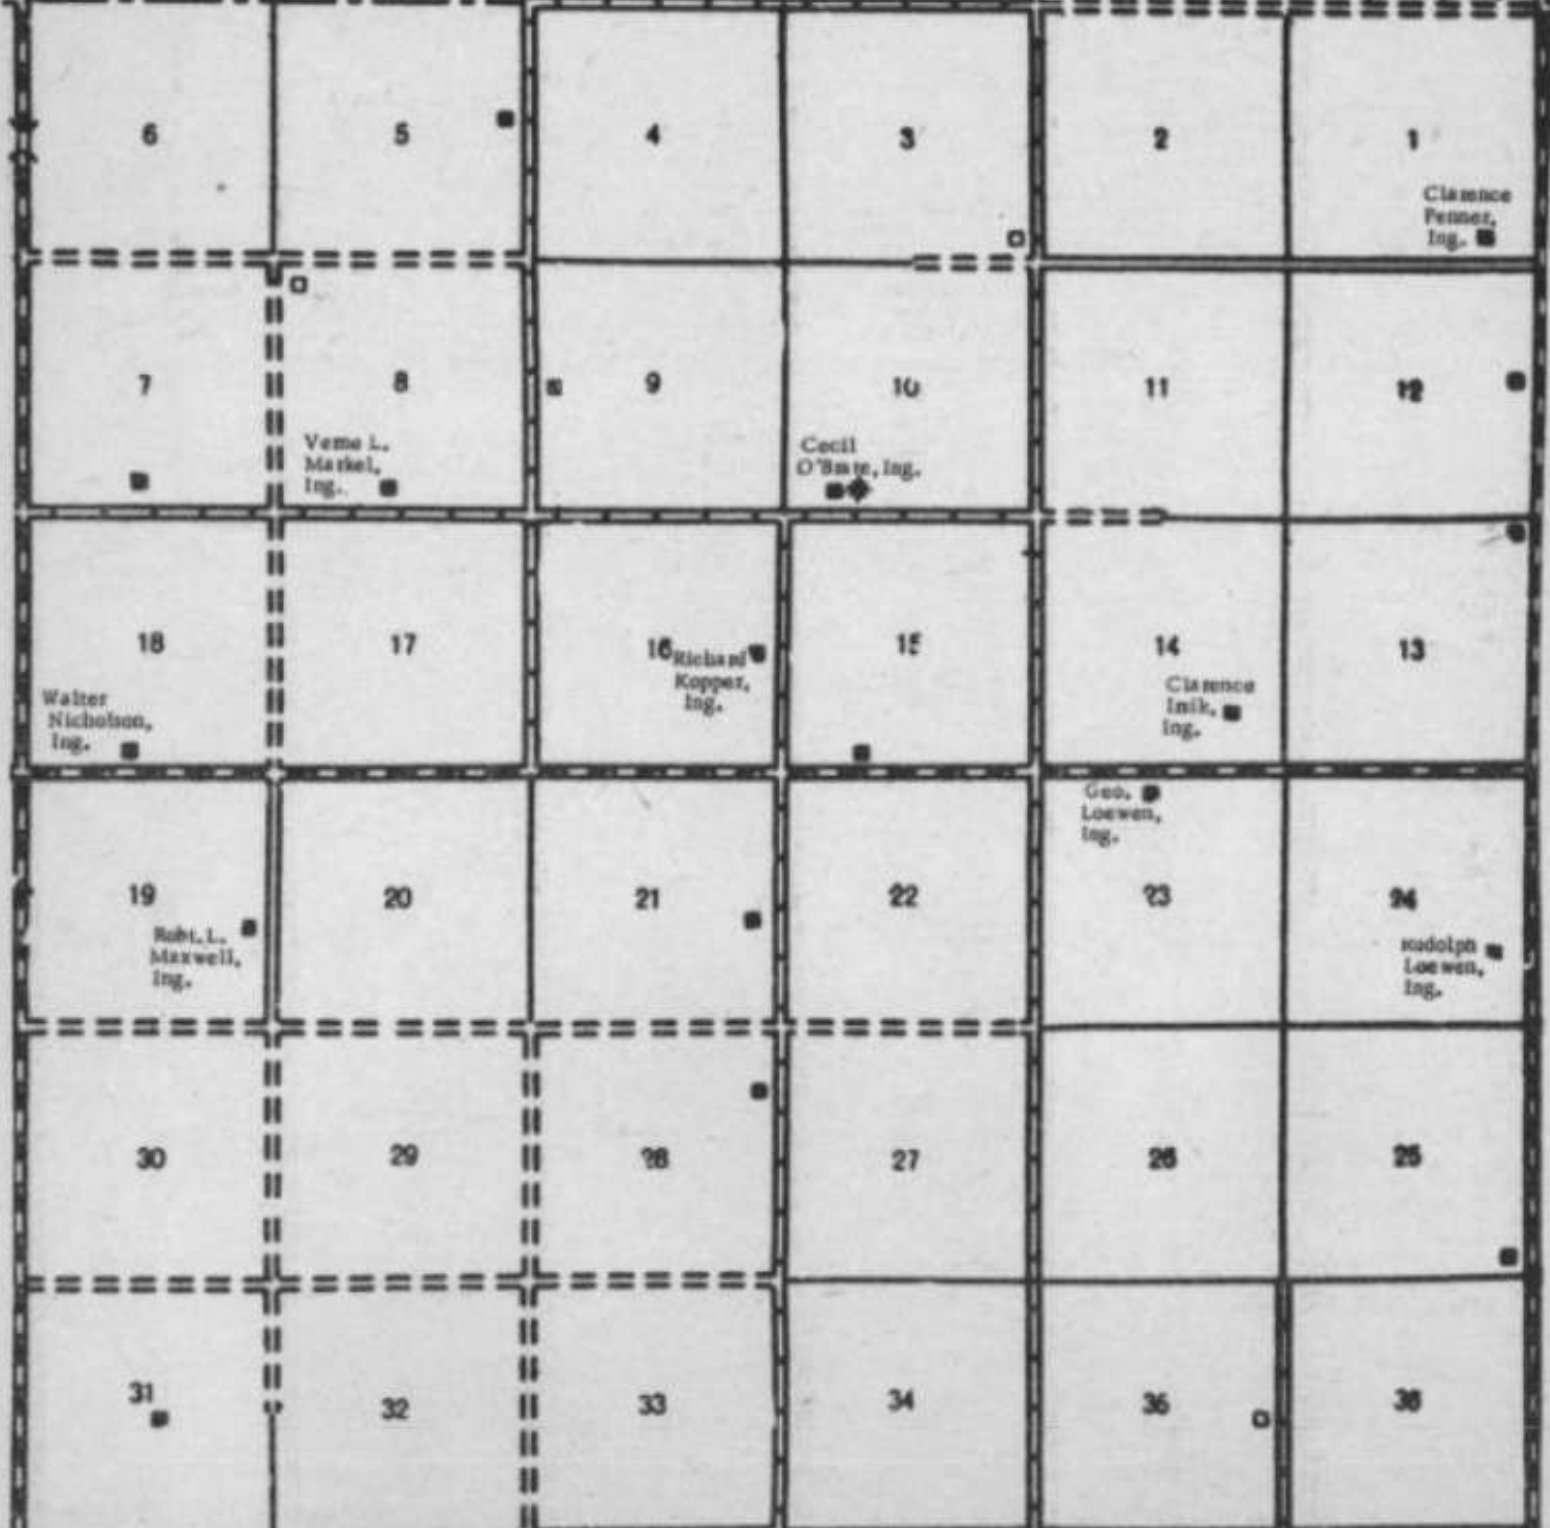 6
5
4
3
2
1
Clarence
Penner,
Ing.
7
8
9
10
11
12
Verne L.
Markel,
Ing.
Cecil
Ing.
18
17
16
15
14
13
Richard
Kopper,
Ing.
Walter
Nicholson,
Ing.
Clarence
Ing.
Geo.
Loewen,
Ing.
19
20
21
22
23
24
Robt. L.
Maxwell,
Ing.
Rudolph
Loewen,
Ing.
30
29
28
27
26
25
31
32
33
34
36